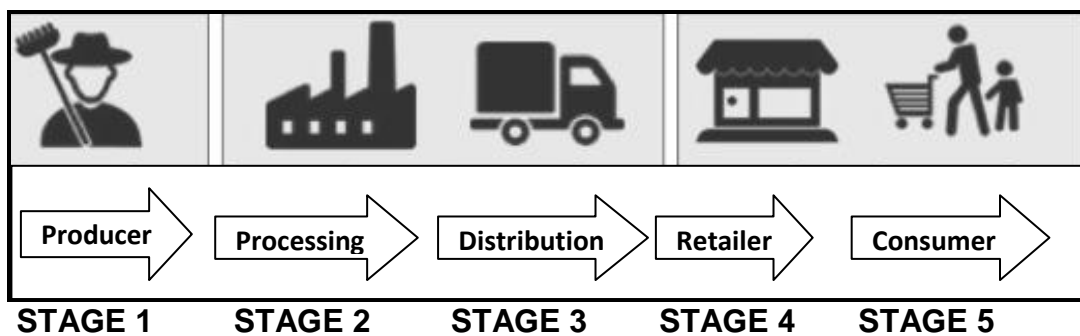 Producer
Processing
Distribution
Retailer
Consumer
STAGE 1
STAGE 2
STAGE 3
STAGE 4
STAGE 5